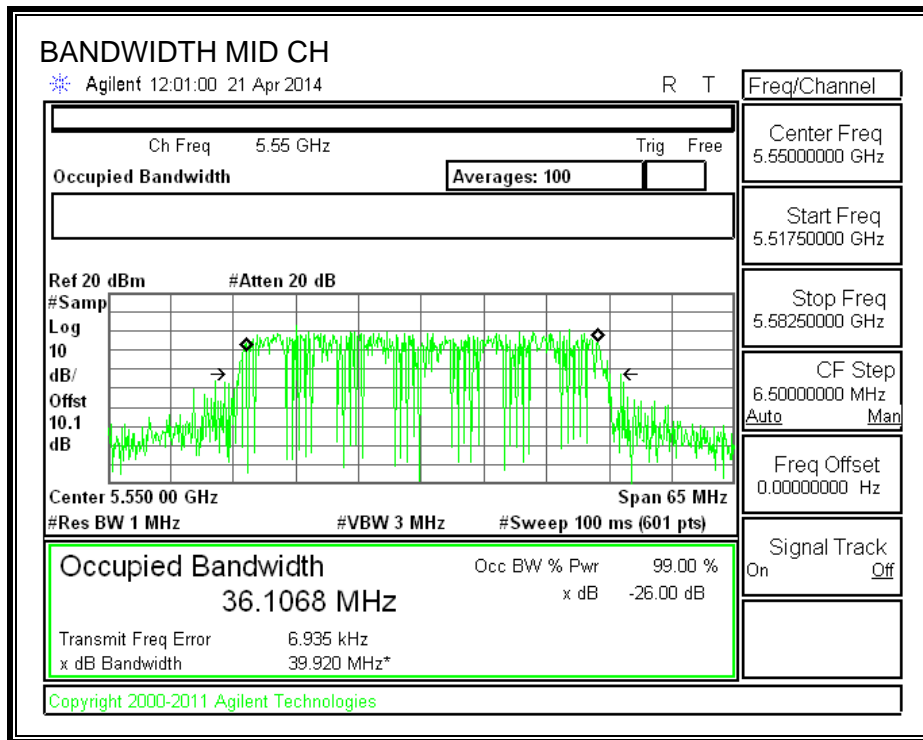 BANDWIDTH MID CH
Agilent 12:01:00 21 Apr 2014 R T
Freq/Channel
Ch Freq 5.55 GHz Trig Free
Occupied Bandwidth Averages: 100
Center Freq
5.55000000 GHz
Start Freq
5.51750000 GHz
Stop Freq
5.58250000 GHz
CF Step
6.50000000 MHz
Auto Man
Freq Offset
0.00000000 Hz
Signal Track
On Off
Ref 20 dBm #Atten 20 dB
#Samp
Log
10
dB/
Offst
10.1
dB
Center 5.550 00 GHz Span 65 MHz
#Res BW 1 MHz #VBW 3 MHz #Sweep 100 ms (601 pts)
Occupied Bandwidth Occ BW % Pwr 99.00 %
36.1068 MHz x dB -26.00 dB
Transmit Freq Error 6.935 kHz
x dB Bandwidth 39.920 MHz*
Copyright 2000-2011 Agilent Technologies